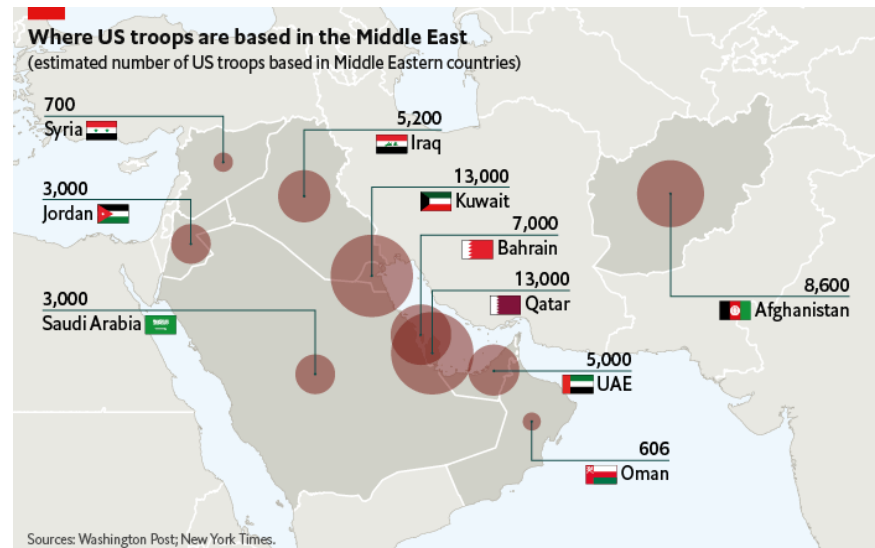 Where US troops are based in the Middle East
(estimated number of US troops based in Middle Eastern countries)
700
Syria
5,200
Iraq
3,000
Jordan
13,000
Kuwait
7,000
Bahrain
13,000
Qatar
3,000
Saudi Arabia
8,600
Afghanistan
5,000
UAE
606
Oman
Sources: Washington Post; New York Times.